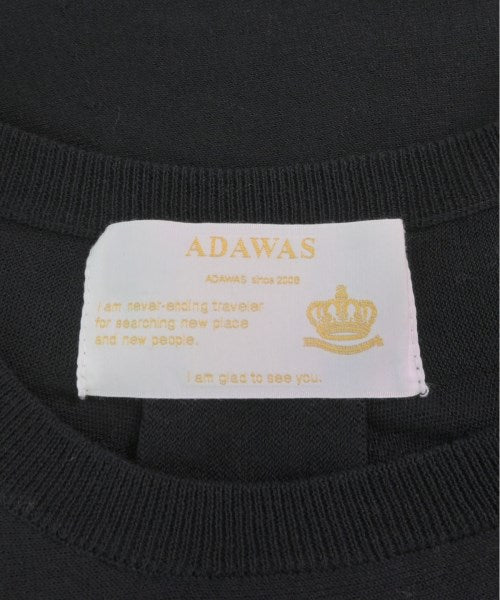 ADAWAS
ADAWAS since 2008
I am never-ending traveler
for searching new place
and new people.
I am glad to see you.